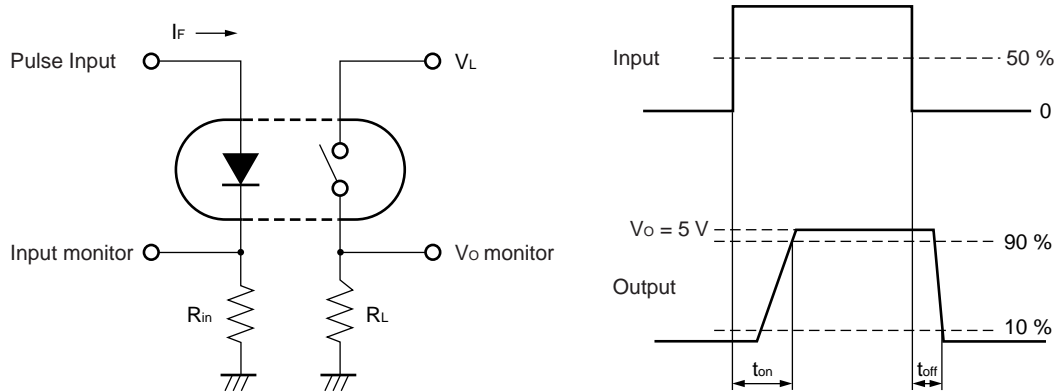 IF
Pulse Input
VL
Input monitor
VO monitor
Rin
RL
Input
50 %
0
VO = 5 V
90 %
Output
10 %
ton
toff